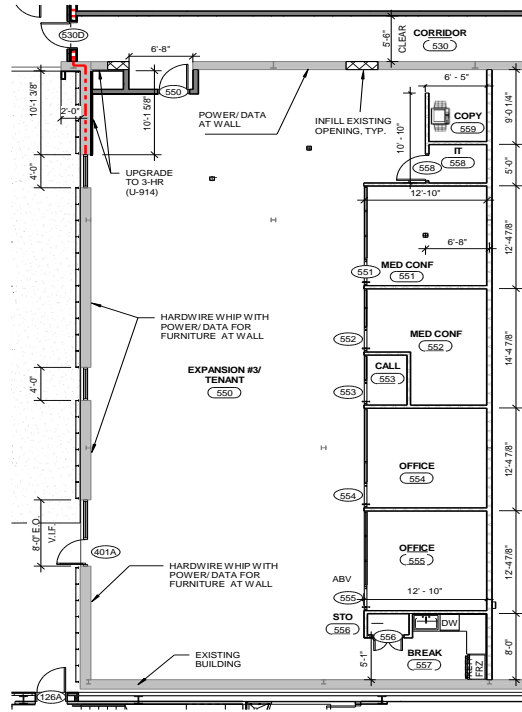 530D
6'-8"
5'-6"
CLEAR
CORRIDOR
530
10'-1 3/8"
2'-0"
10'-1 5/8"
550
POWER/ DATA
AT WALL
INFILL EXISTING
OPENING, TYP.
6' - 5"
COPY
559
9'-0 1/4"
10' - 10"
IT
558
558
5'-0"
UPGRADE
TO 3-HR
(U-914)
4'-0"
12'-10"
6'-8"
12'-4 7/8"
551
MED CONF
551
HARDWIRE WHIP WITH
POWER/ DATA FOR
FURNITURE AT WALL
552
MED CONF
552
14'-4 7/8"
EXPANSION #3/
TENANT
550
CALL
553
553
4'-0"
OFFICE
554
554
12'-4 7/8"
8'-0" E.O.
V.I.F.
401A
OFFICE
555
12'-4 7/8"
HARDWIRE WHIP WITH
POWER/ DATA FOR
FURNITURE AT WALL
ABV
555
12' - 10"
STO
556
556
DW
5'-1"
BREAK
557
FRZ
8'-0"
EXISTING
BUILDING
126A